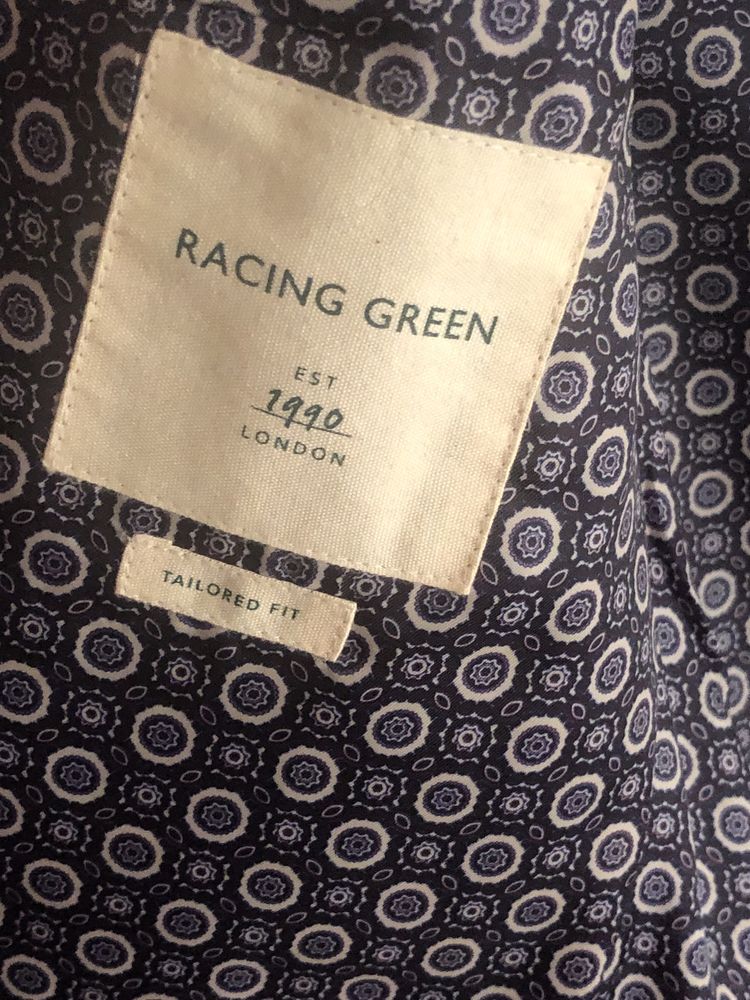 RACING GREEN
EST
1990
LONDON
TAILORED FIT